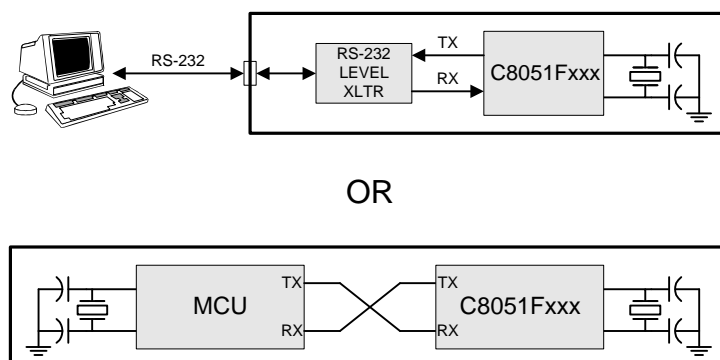 RS-232
RS-232
LEVEL
XLTR
TX
RX
C8051Fxxx
OR
MCU
TX
RX
TX
RX
C8051Fxxx